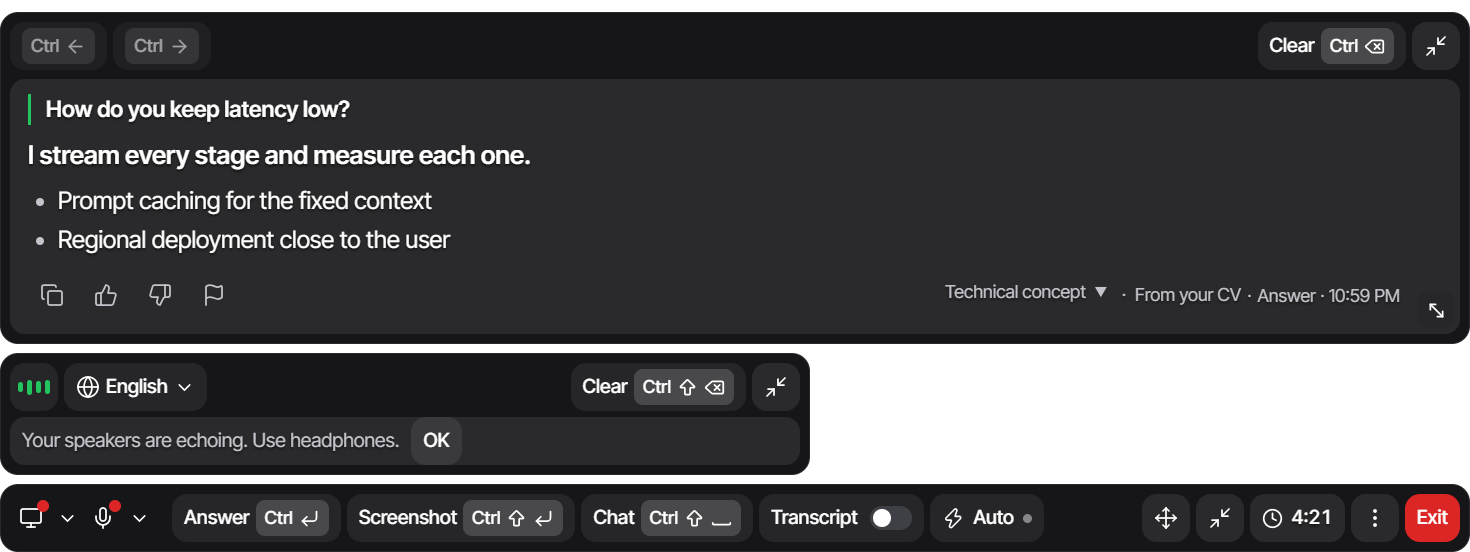 Ctrl ← Ctrl → Clear Ctrl ⌫
How do you keep latency low?
I stream every stage and measure each one.
• Prompt caching for the fixed context
• Regional deployment close to the user
Technical concept ▼ · From your CV · Answer · 10:59 PM
English Clear Ctrl ⇧ ⌫
Your speakers are echoing. Use headphones. OK
Answer Ctrl ↵ Screenshot Ctrl ⇧ ↵ Chat Ctrl ⇧ ⎵ Transcript Auto 4:21 Exit